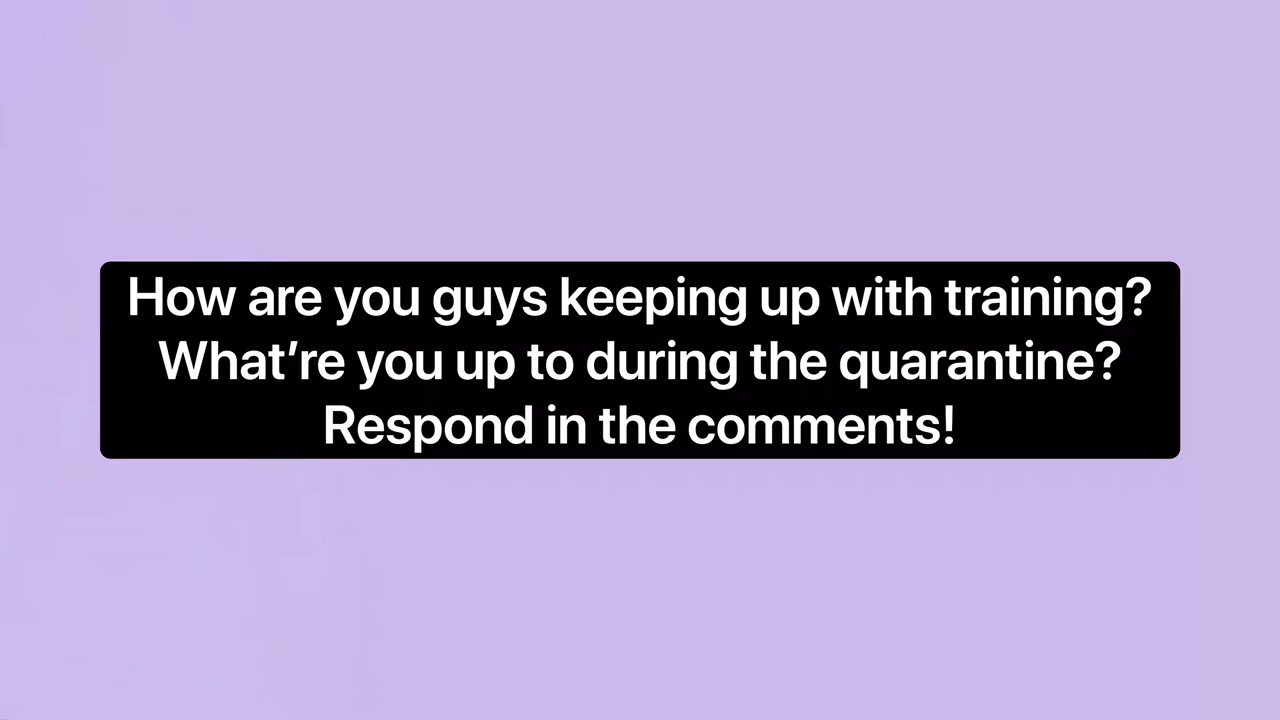 How are you guys keeping up with training?
What’re you up to during the quarantine?
Respond in the comments!